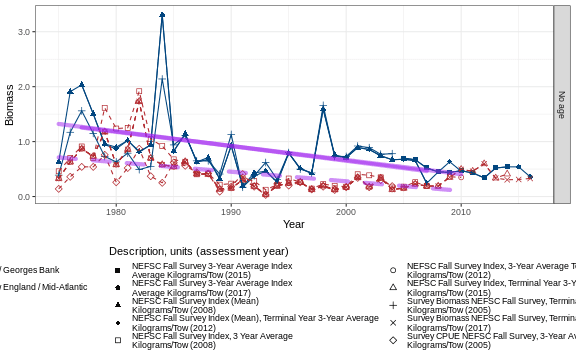 3.0
2.0
1.0
0.0
Biomass
No age
1980
1990
2000
2010
Year
Description, units (assessment year)
/ Georges Bank
England / Mid-Atlantic
NEFSC Fall Survey 3-Year Average Index
Average Kilograms/Tow (2015)
NEFSC Fall Survey 3-Year Average Index
Average Kilograms/Tow (2017)
NEFSC Fall Survey Index (Mean)
Kilograms/Tow (2008)
NEFSC Fall Survey Index (Mean), Terminal Year 3-Year Average
Kilograms/Tow (2012)
NEFSC Fall Survey Index, 3 Year Average
Kilograms/Tow (2008)
NEFSC Fall Survey Index, 3-Year Average
Kilograms/Tow (2012)
NEFSC Fall Survey Index, Terminal Year 3-Y
Kilograms/Tow (2015)
Survey Biomass NEFSC Fall Survey, Termin
Kilograms/Tow (2005)
Survey Biomass NEFSC Fall Survey, Termin
Kilograms/Tow (2017)
Survey CPUE NEFSC Fall Survey, 3-Year
Kilograms/Tow (2005)